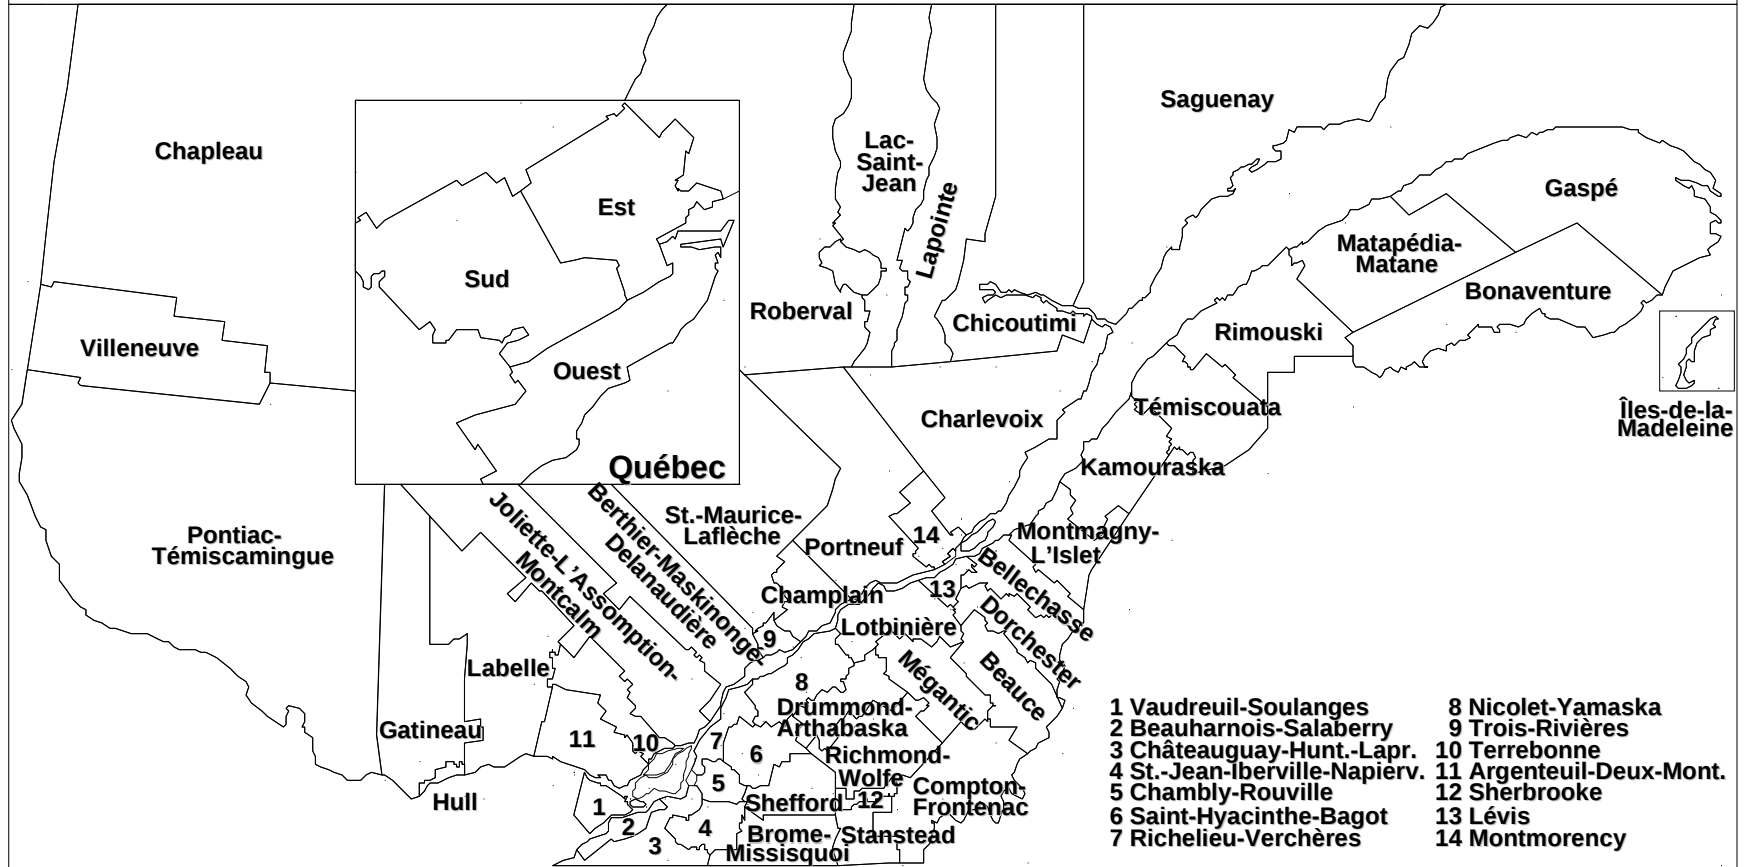 Saguenay
Chapleau
Lac-
Saint-
Jean
Gaspé
Est
Lapointe
Matapédia-
Matane
Sud
Bonaventure
Roberval
Chicoutimi
Rimouski
Villeneuve
Ouest
Îles-de-la-
Madeleine
Témiscouata
Charlevoix
Québec
Kamouraska
Pontiac-
Témiscamingue
Joliette-L'Assomption-
Montcalm
Berthier-Maskinongé-
Delanaudière
St.-Maurice-
Laflèche
Portneuf
14
Montmagny-
L'Islet
Champlain
13
Bellechasse
Dorchester
9
Lotbinière
Labelle
8
Mégantic
Beauce
Drummond-
Arthabaska
Gatineau
11
10
7
6
Richmond-
Wolfe
5
Compton-
Frontenac
Hull
1
Shefford
12
2
4
3
Brome-
Missisquoi
Stanstead
1 Vaudreuil-Soulanges
2 Beauharnois-Salaberry
3 Châteauguay-Hunt.-Lapr.
4 St.-Jean-Iberville-Napierv.
5 Chambly-Rouville
6 Saint-Hyacinthe-Bagot
7 Richelieu-Verchères
8 Nicolet-Yamaska
9 Trois-Rivières
10 Terrebonne
11 Argenteuil-Deux-Mont.
12 Sherbrooke
13 Lévis
14 Montmorency